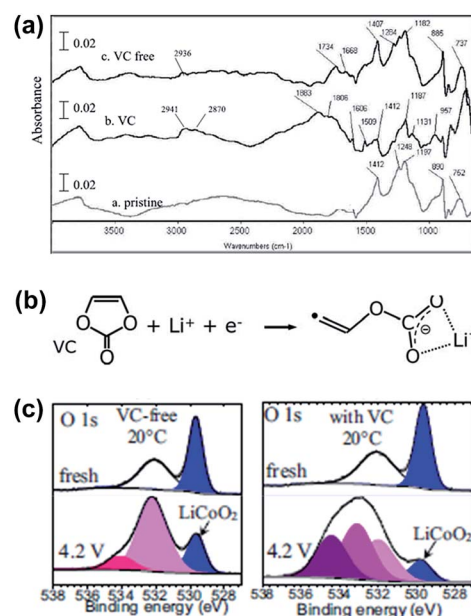 (a)
a
0.02
c. VC free
2936
1734
1668
1407
1284
1182
885
737
0.02
b. VC
2941
2870
1883
1806
1606
1509
1412
1187
1131
957
0.02
a. pristine
1412
1248
1192
890
752
Absorbance
3500
3000
2500
2000
1500
1000
Wavenumbers (cm-1)
(b)
VC
O
O
O
+ Li⁺ + e⁻
O
C
O
O
Li
(c)
O 1s
VC-free
20°C
fresh
4.2 V
LiCoO₂
538 536 534 532 530 528
Binding energy (eV)
O 1s
with VC
20°C
fresh
4.2 V
LiCoO₂
538 536 534 532 530 528
Binding energy (eV)